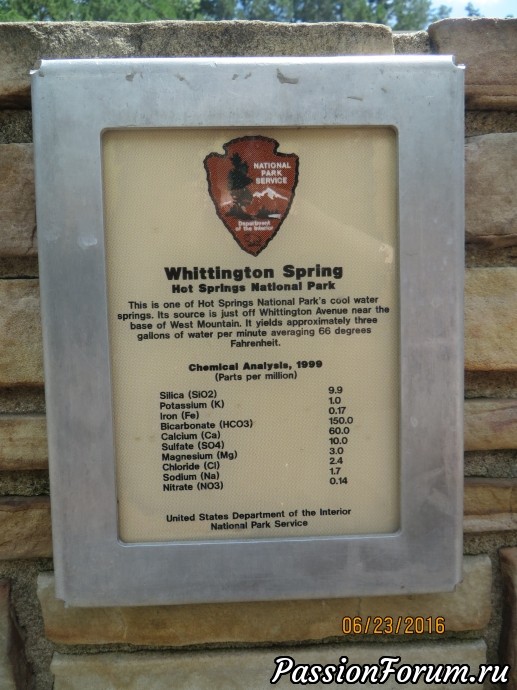 NATIONAL
PARK
SERVICE
Department
of the Interior
Whittington Spring
Hot Springs National Park
This is one of Hot Springs National Park's cool water
springs. Its source is just off Whittington Avenue near the
base of West Mountain. It yields approximately three
gallons of water per minute averaging 66 degrees
Fahrenheit.
Chemical Analysis, 1999
(Parts per million)
Silica (SiO2) 9.9
Potassium (K) 1.0
Iron (Fe) 0.17
Bicarbonate (HCO3) 150.0
Calcium (Ca) 60.0
Sulfate (SO4) 10.0
Magnesium (Mg) 3.0
Chloride (Cl) 2.4
Sodium (Na) 1.7
Nitrate (NO3) 0.14
United States Department of the Interior
National Park Service
06/23/2016
PassionForum.ru